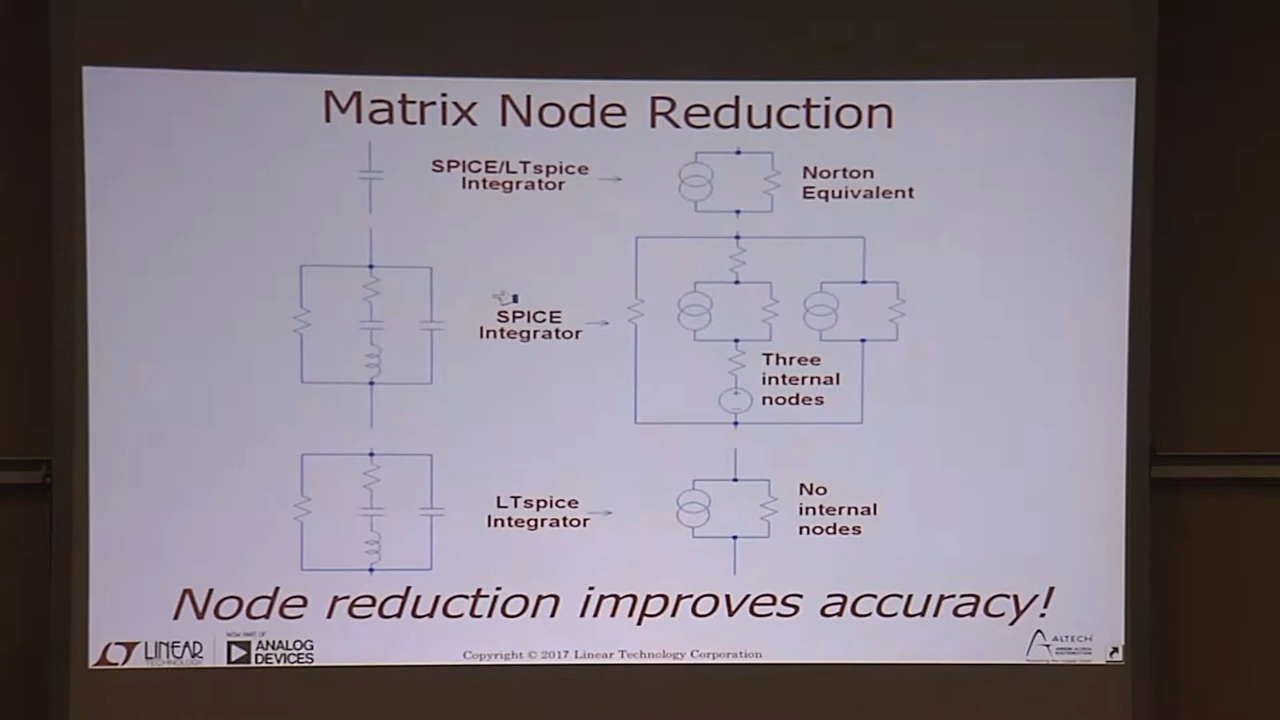 Matrix Node Reduction
SPICE/LTspice
Integrator
Norton
Equivalent
SPICE
Integrator
Three
internal
nodes
LTspice
Integrator
No
internal
nodes
Node reduction improves accuracy!
LINEAR
TECHNOLOGY
NOW PART OF
ANALOG
DEVICES
Copyright © 2017 Linear Technology Corporation
ALTECH